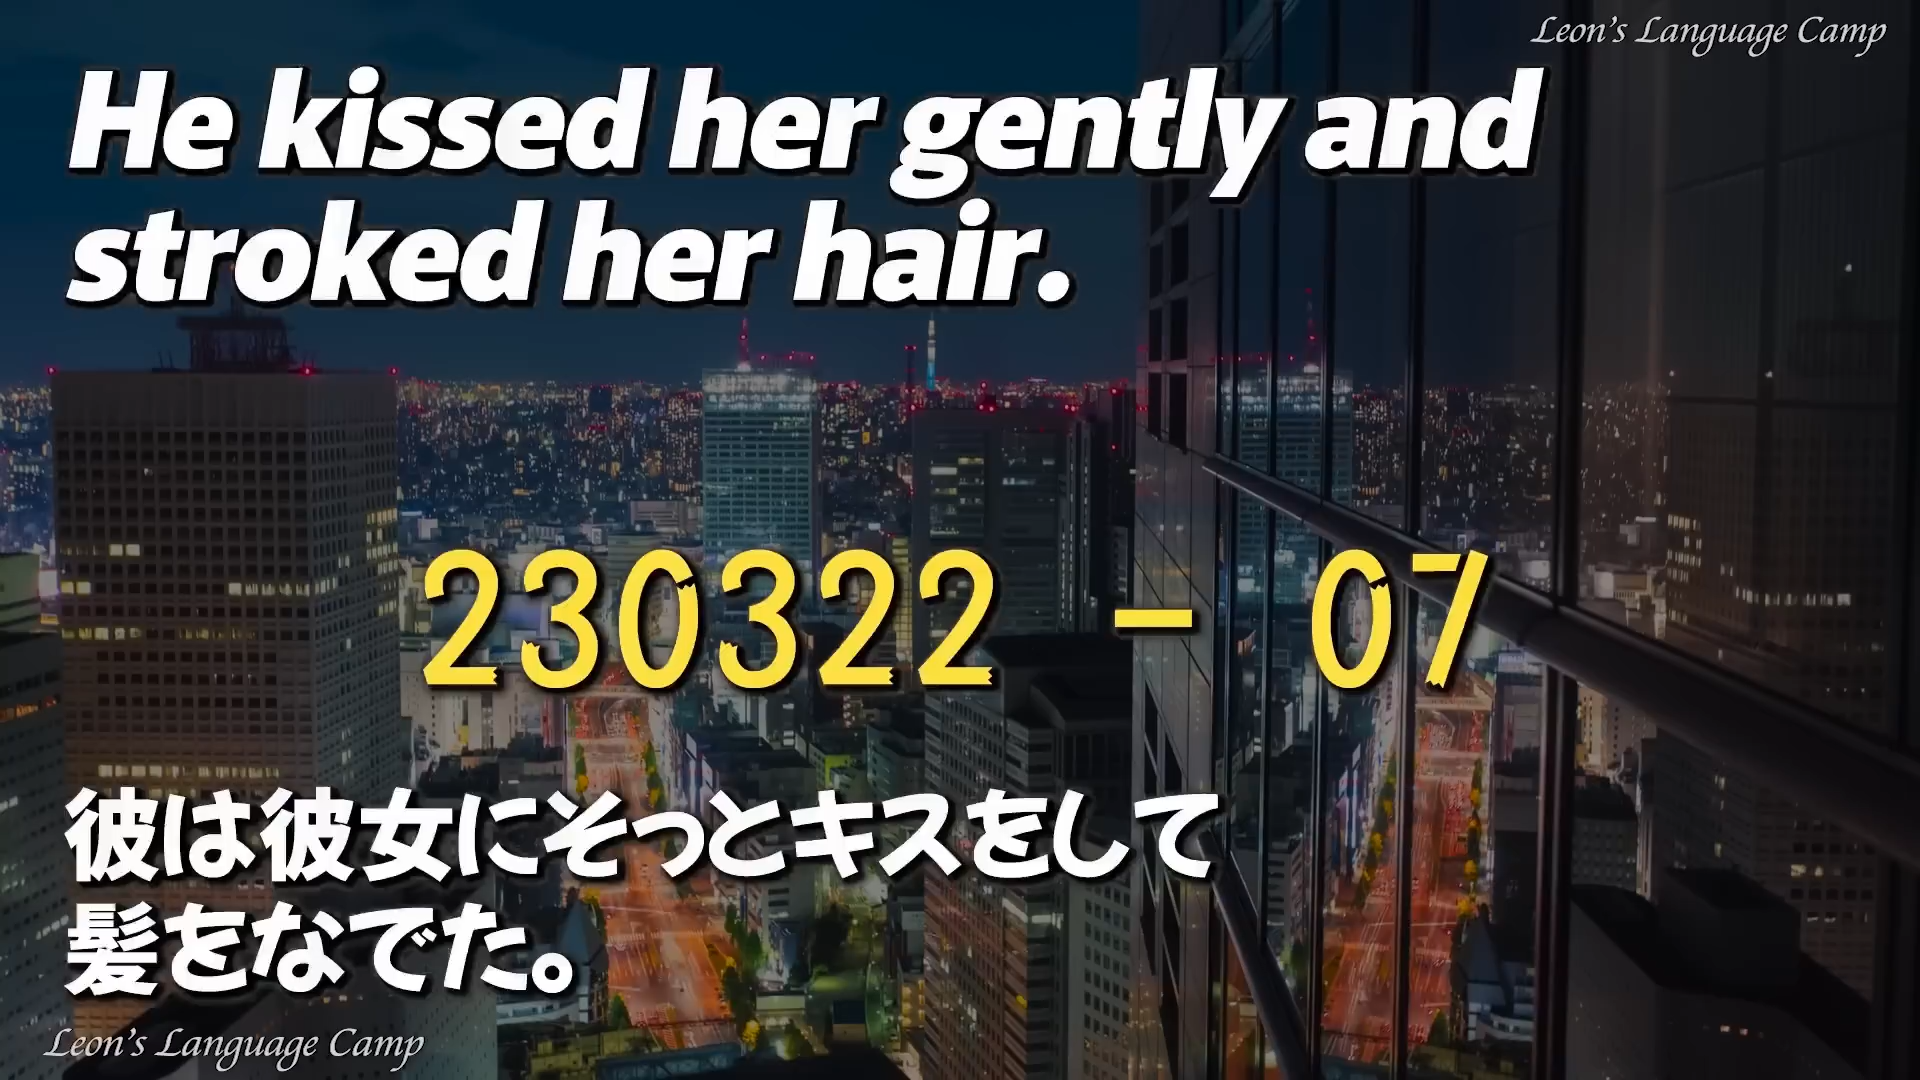 Leon's Language Camp
He kissed her gently and
stroked her hair.
230322 - 07
彼は彼女にそっとキスをして
髪をなでた。
Leon's Language Camp